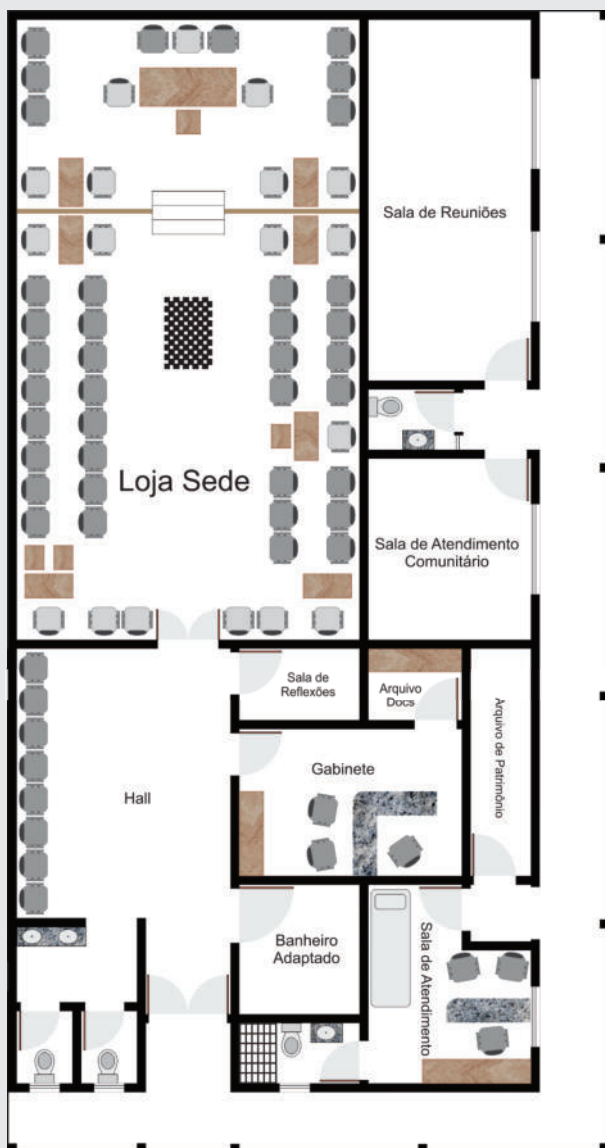 Sala de Reuniões
Loja Sede
Sala de Atendimento
Comunitário
Sala de
Reflexões
Arquivo
Docs
Arquivo de Patrimônio
Gabinete
Hall
Banheiro
Adaptado
Sala de Atendimento